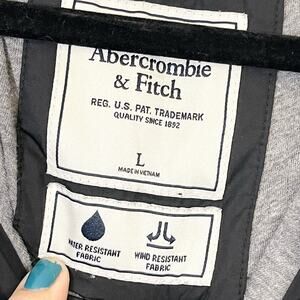 Abercrombie
& Fitch
REG. U.S. PAT. TRADEMARK
QUALITY SINCE 1892
L
MADE IN VIETNAM
WATER RESISTANT
FABRIC
WIND RESISTANT
FABRIC